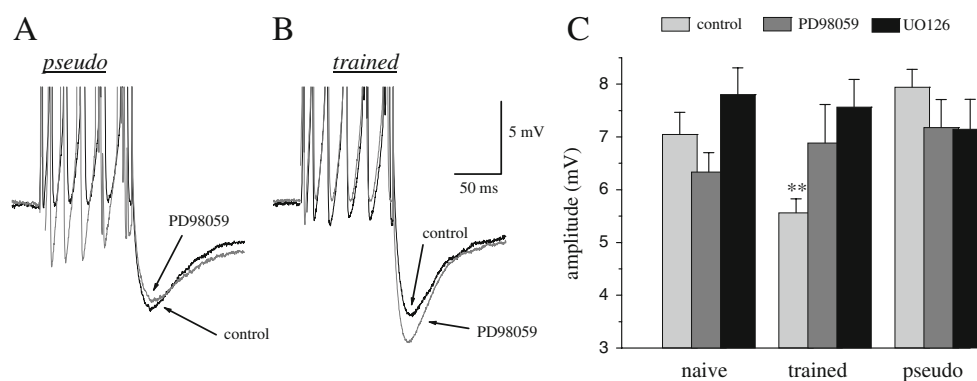 A
pseudo
PD98059
control
B
trained
5 mV
50 ms
control
PD98059
C
control
PD98059
UO126
amplitude (mV)
8
7
6
5
4
3
**
naive
trained
pseudo